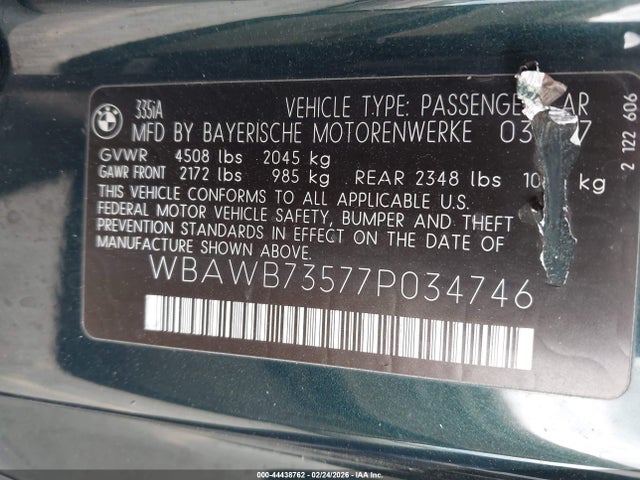 BMW
335iA
VEHICLE TYPE: PASSENGE AR
MFD BY BAYERISCHE MOTORENWERKE 03 7
GVWR 4508 lbs 2045 kg
GAWR FRONT 2172 lbs 985 kg REAR 2348 lbs kg
THIS VEHICLE CONFORMS TO ALL APPLICABLE U.S.
FEDERAL MOTOR VEHICLE SAFETY, BUMPER AND THEFT
PREVENTION STANDARDS IN EFFECT ON THE DATE OF
MANUFACTURE SHOWN ABOVE.
WBAWB73577P034746
2 122 606
000-44438762 - 02/24/2026 - IAA Inc.